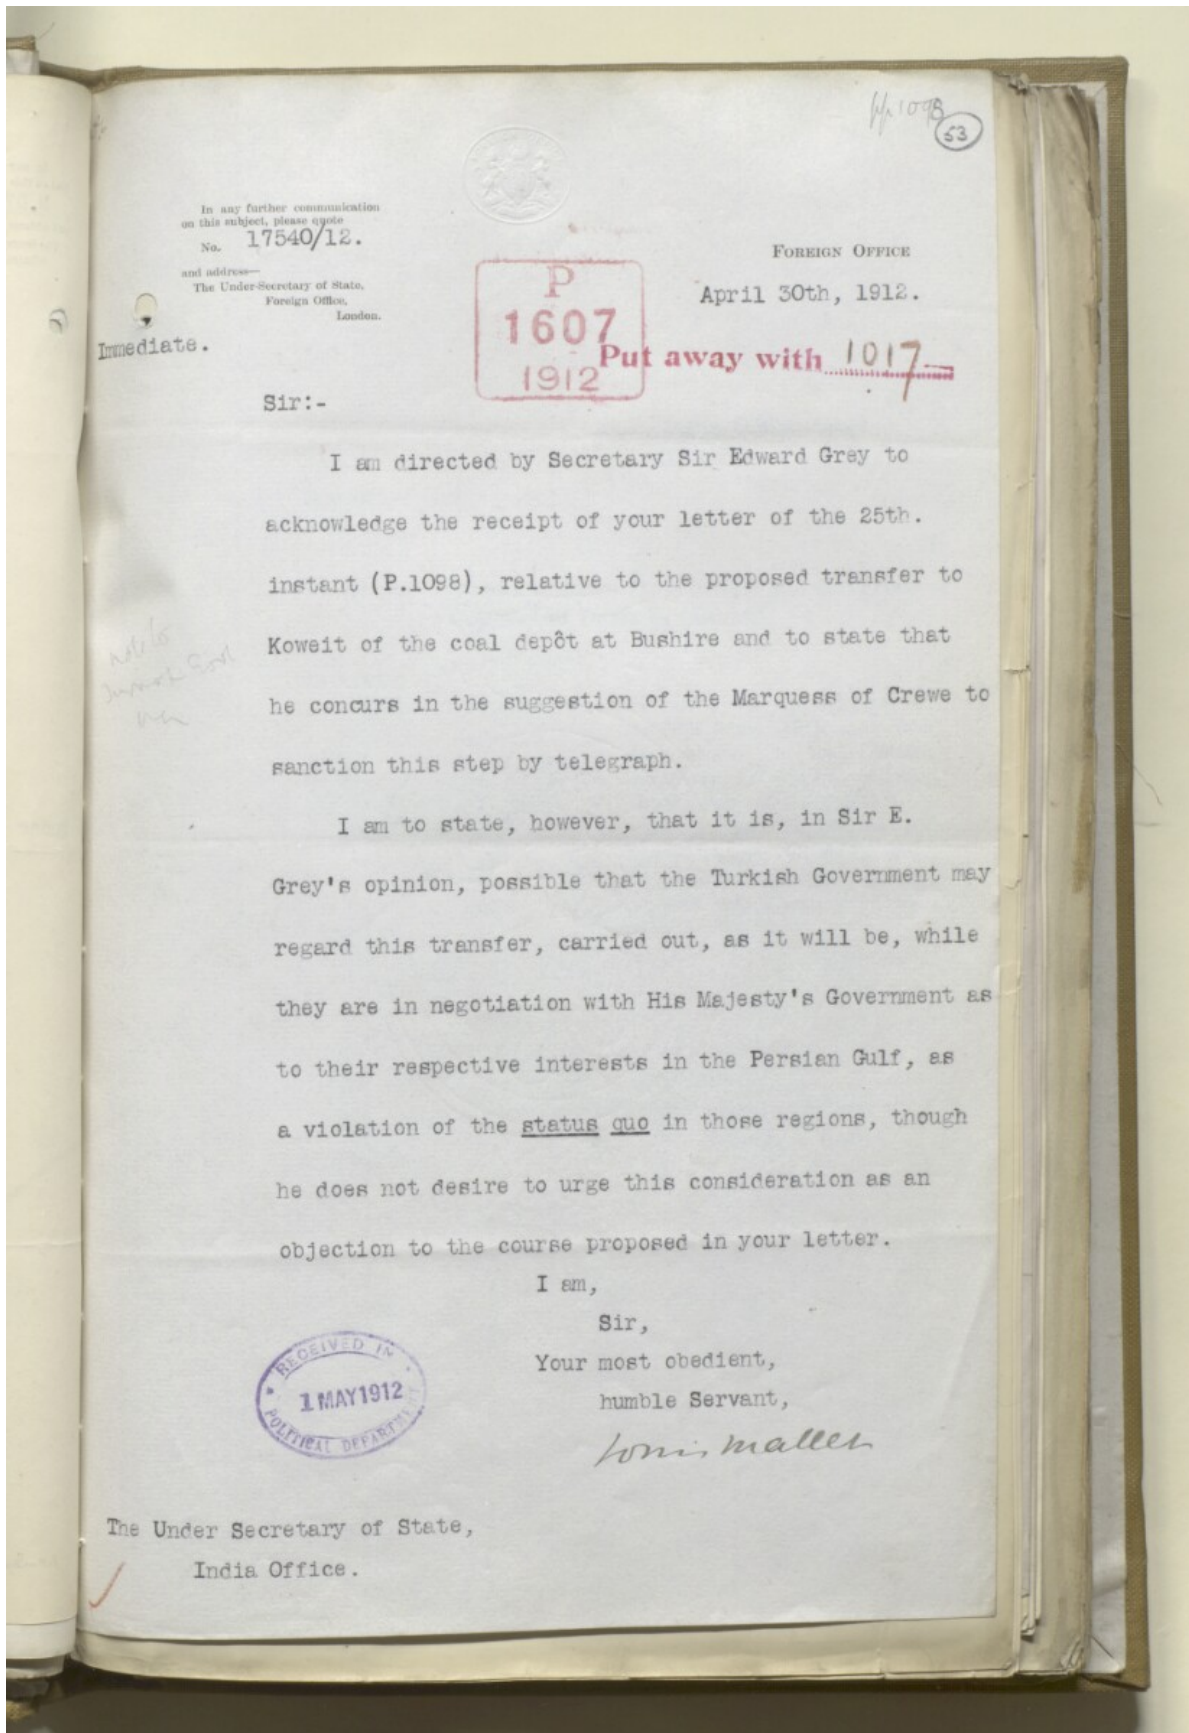 53
In any further communication
on this subject, please quote
No. 17540/12.
and address—
The Under-Secretary of State,
Foreign Office,
London.
Immediate.
FOREIGN OFFICE
April 30th, 1912.
P
1607
1912
Put away with 1017
Sir:-
I am directed by Secretary Sir Edward Grey to
acknowledge the receipt of your letter of the 25th.
instant (P.1098), relative to the proposed transfer to
Koweit of the coal depôt at Bushire and to state that
he concurs in the suggestion of the Marquess of Crewe to
sanction this step by telegraph.
I am to state, however, that it is, in Sir E.
Grey's opinion, possible that the Turkish Government may
regard this transfer, carried out, as it will be, while
they are in negotiation with His Majesty's Government as
to their respective interests in the Persian Gulf, as
a violation of the status quo in those regions, though
he does not desire to urge this consideration as an
objection to the course proposed in your letter.
I am,
Sir,
Your most obedient,
humble Servant,
Louis Mallet
RECEIVED IN
1 MAY 1912
POLITICAL DEPARTMENT
The Under Secretary of State,
India Office.